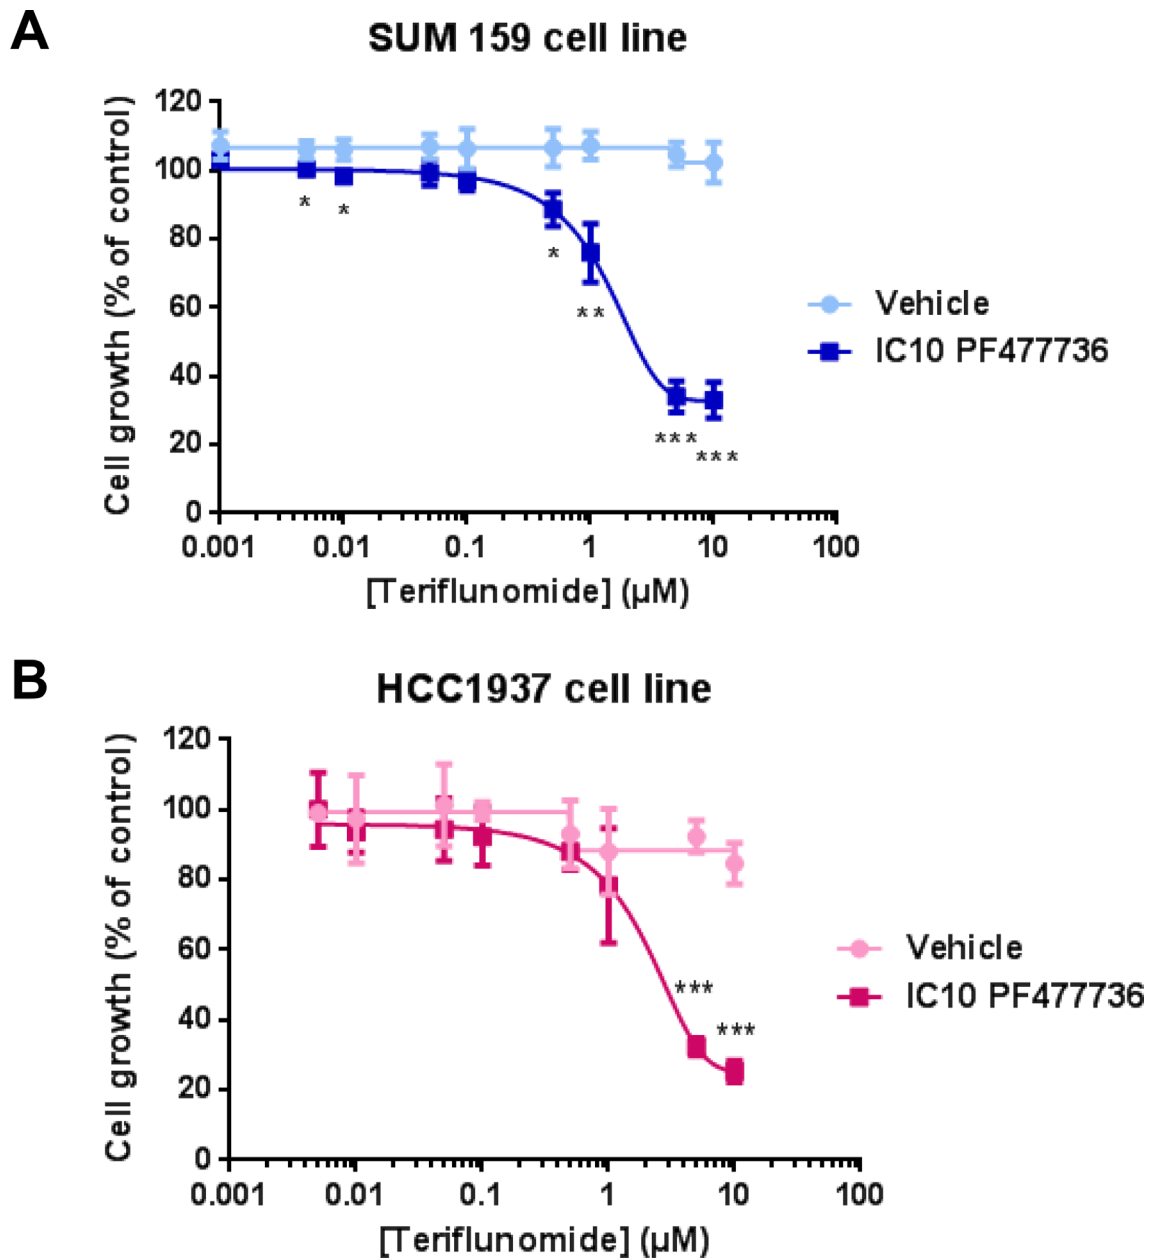 A
SUM 159 cell line
Cell growth (% of control)
120
100
80
60
40
20
0
* * * ** *** ***
0.001 0.01 0.1 1 10 100
[Teriflunomide] (µM)
Vehicle
IC10 PF477736
B
HCC1937 cell line
Cell growth (% of control)
120
100
80
60
40
20
0
*** ***
0.001 0.01 0.1 1 10 100
[Teriflunomide] (µM)
Vehicle
IC10 PF477736